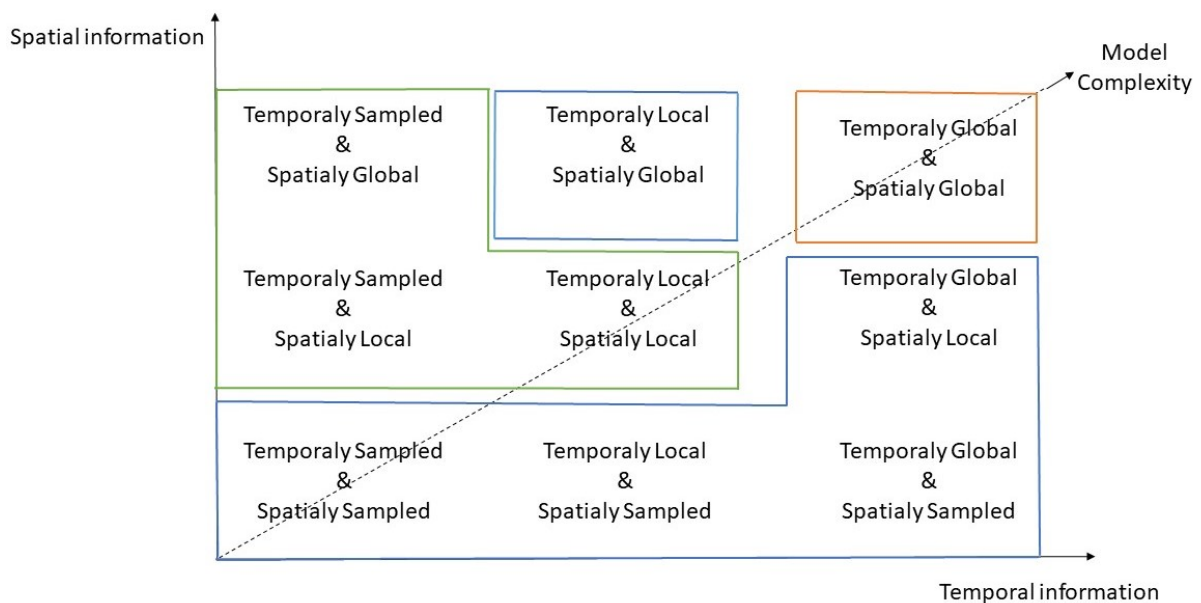 Spatial information
Model
Complexity
Temporaly Sampled
&
Spatialy Global
Temporaly Local
&
Spatialy Global
Temporaly Global
&
Spatialy Global
Temporaly Sampled
&
Spatialy Local
Temporaly Local
&
Spatialy Local
Temporaly Global
&
Spatialy Local
Temporaly Sampled
&
Spatialy Sampled
Temporaly Local
&
Spatialy Sampled
Temporaly Global
&
Spatialy Sampled
Temporal information